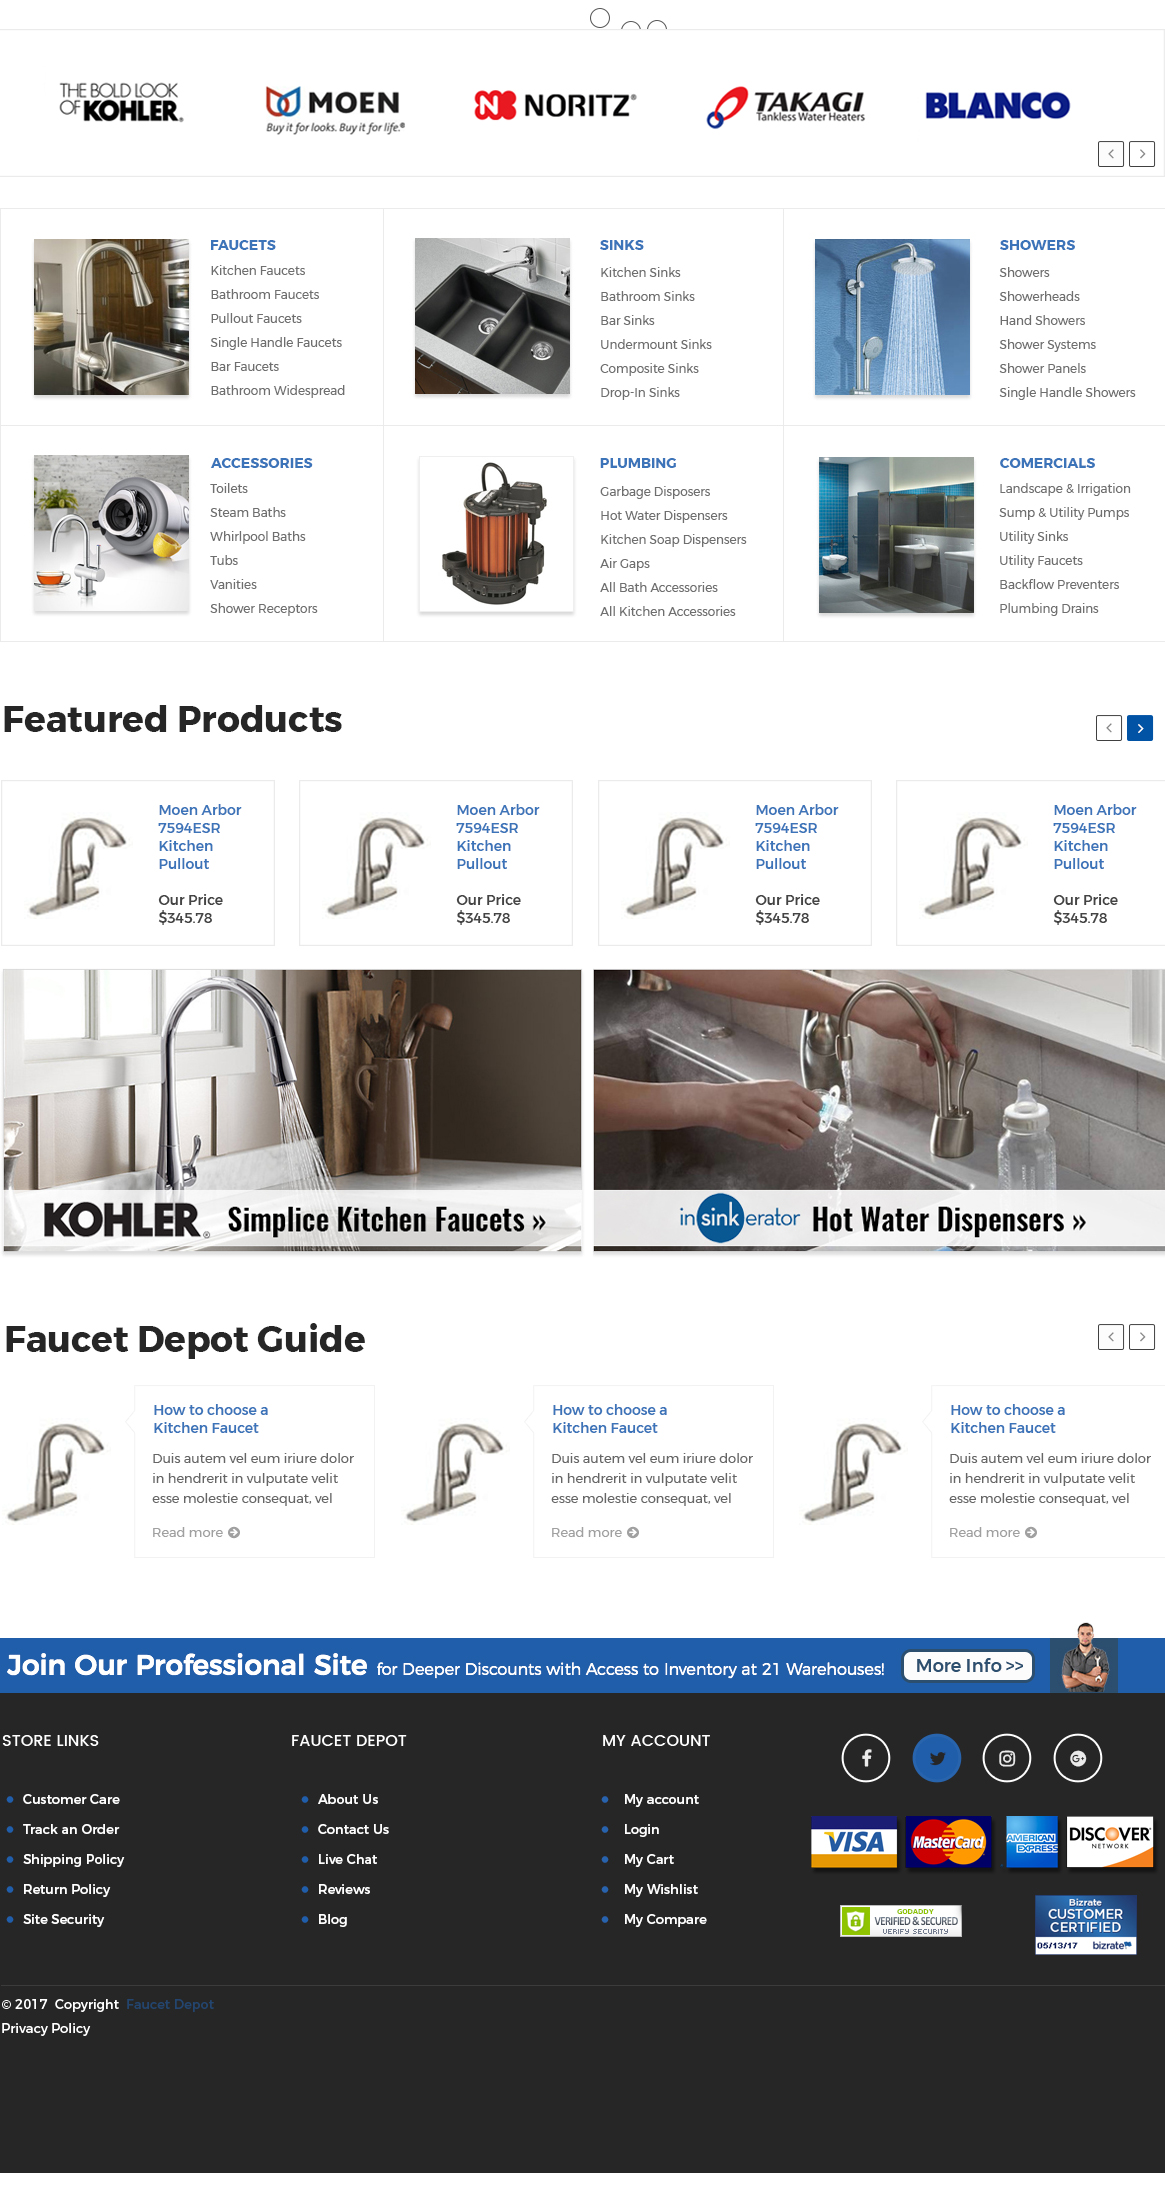 THE BOLD LOOK
OF KOHLER.
MOEN
Buy it for looks. Buy it for life.®
NORITZ®
TAKAGI
Tankless Water Heaters
BLANCO
FAUCETS
Kitchen Faucets
Bathroom Faucets
Pullout Faucets
Single Handle Faucets
Bar Faucets
Bathroom Widespread
SINKS
Kitchen Sinks
Bathroom Sinks
Bar Sinks
Undermount Sinks
Composite Sinks
Drop-In Sinks
SHOWERS
Showers
Showerheads
Hand Showers
Shower Systems
Shower Panels
Single Handle Showers
ACCESSORIES
Toilets
Steam Baths
Whirlpool Baths
Tubs
Vanities
Shower Receptors
PLUMBING
Garbage Disposers
Hot Water Dispensers
Kitchen Soap Dispensers
Air Gaps
All Bath Accessories
All Kitchen Accessories
COMERCIALS
Landscape & Irrigation
Sump & Utility Pumps
Utility Sinks
Utility Faucets
Backflow Preventers
Plumbing Drains
Featured Products
Moen Arbor
7594ESR
Kitchen
Pullout
Our Price
$345.78
Moen Arbor
7594ESR
Kitchen
Pullout
Our Price
$345.78
Moen Arbor
7594ESR
Kitchen
Pullout
Our Price
$345.78
Moen Arbor
7594ESR
Kitchen
Pullout
Our Price
$345.78
KOHLER® Simplice Kitchen Faucets »
insinkerator Hot Water Dispensers »
Faucet Depot Guide
How to choose a
Kitchen Faucet
Duis autem vel eum iriure dolor
in hendrerit in vulputate velit
esse molestie consequat, vel
Read more
How to choose a
Kitchen Faucet
Duis autem vel eum iriure dolor
in hendrerit in vulputate velit
esse molestie consequat, vel
Read more
How to choose a
Kitchen Faucet
Duis autem vel eum iriure dolor
in hendrerit in vulputate velit
esse molestie consequat, vel
Read more
Join Our Professional Site for Deeper Discounts with Access to Inventory at 21 Warehouses! More Info >>
STORE LINKS
Customer Care
Track an Order
Shipping Policy
Return Policy
Site Security
FAUCET DEPOT
About Us
Contact Us
Live Chat
Reviews
Blog
MY ACCOUNT
My account
Login
My Cart
My Wishlist
My Compare
VISA
MasterCard
AMERICAN
EXPRESS
DISCOVER®
NETWORK
GODADDY
VERIFIED & SECURED
VERIFY SECURITY
Bizrate
CUSTOMER
CERTIFIED
05/13/17 bizrate
© 2017 Copyright Faucet Depot
Privacy Policy